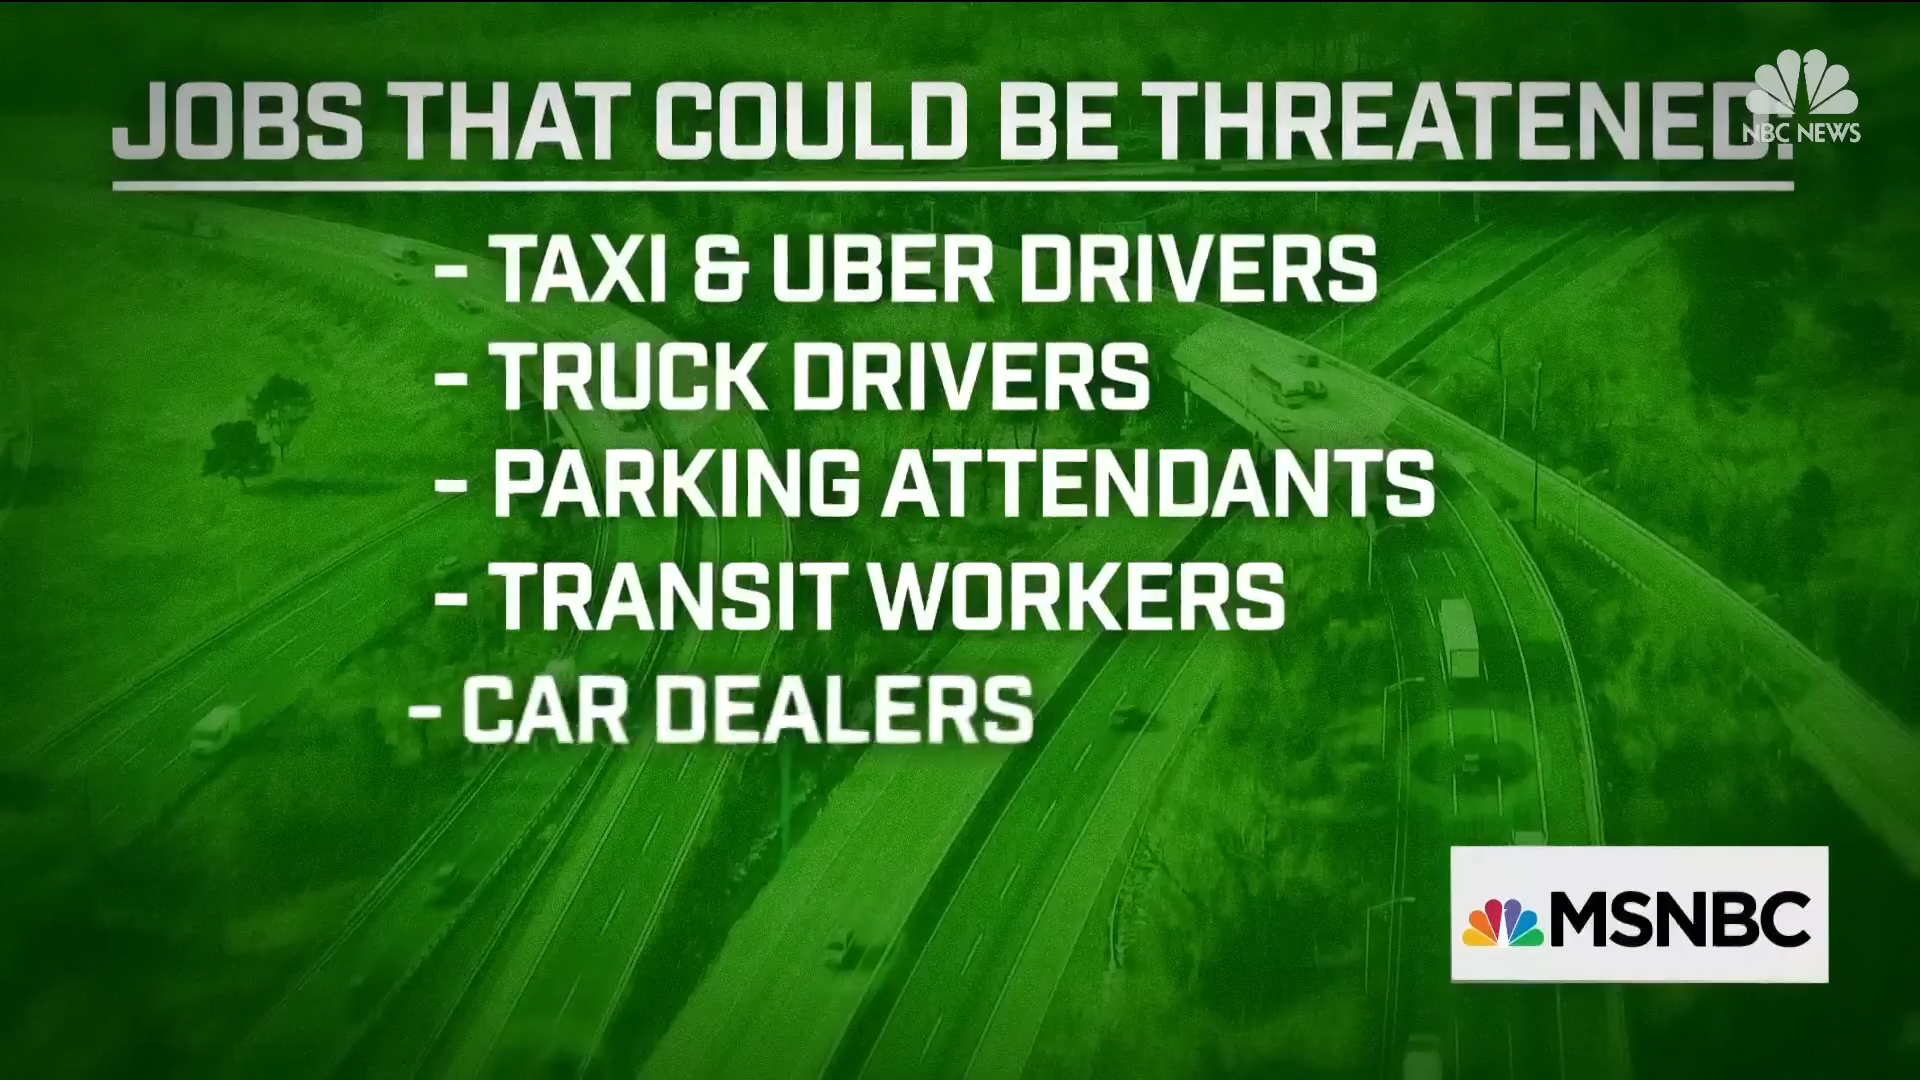 JOBS THAT COULD BE THREATENED:
NBC NEWS
- TAXI & UBER DRIVERS
- TRUCK DRIVERS
- PARKING ATTENDANTS
- TRANSIT WORKERS
- CAR DEALERS
MSNBC